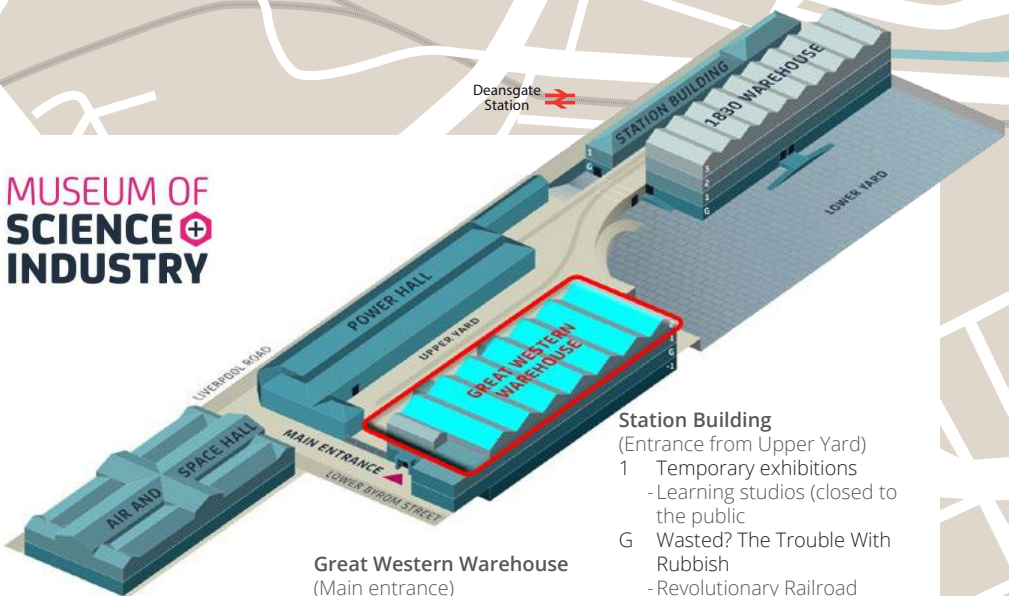 Deansgate
Station
STATION BUILDING
1830 WAREHOUSE
1
G
3
2
1
G
LOWER YARD
MUSEUM OF
SCIENCE +
INDUSTRY
POWER HALL
UPPER YARD
LIVERPOOL ROAD
GREAT WESTERN
WAREHOUSE
2
1
G
-1
MAIN ENTRANCE
LOWER BYROM STREET
AIR AND SPACE HALL
Station Building
(Entrance from Upper Yard)
1 Temporary exhibitions
- Learning studios (closed to
the public
G Wasted? The Trouble With
Rubbish
- Revolutionary Railroad
Great Western Warehouse
(Main entrance)